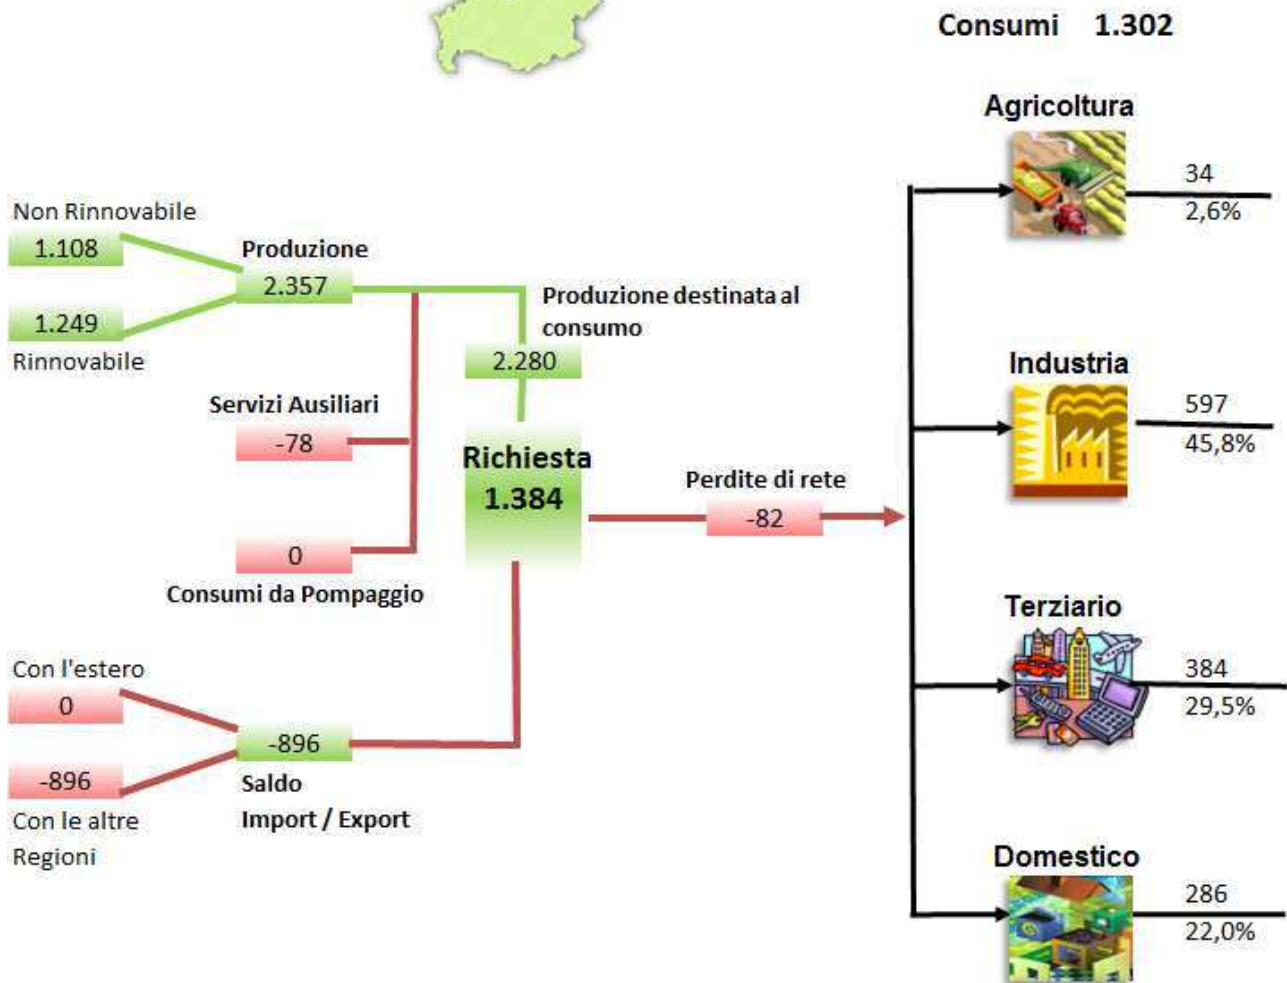 Consumi 1.302
Agricoltura
34
2,6%
Non Rinnovabile
1.108
Produzione
2.357
1.249
Rinnovabile
Produzione destinata al
consumo
2.280
Servizi Ausiliari
-78
0
Consumi da Pompaggio
Richiesta
1.384
Perdite di rete
-82
Industria
597
45,8%
Terziario
384
29,5%
Con l'estero
0
-896
Con le altre
Regioni
-896
Saldo
Import / Export
Domestico
286
22,0%